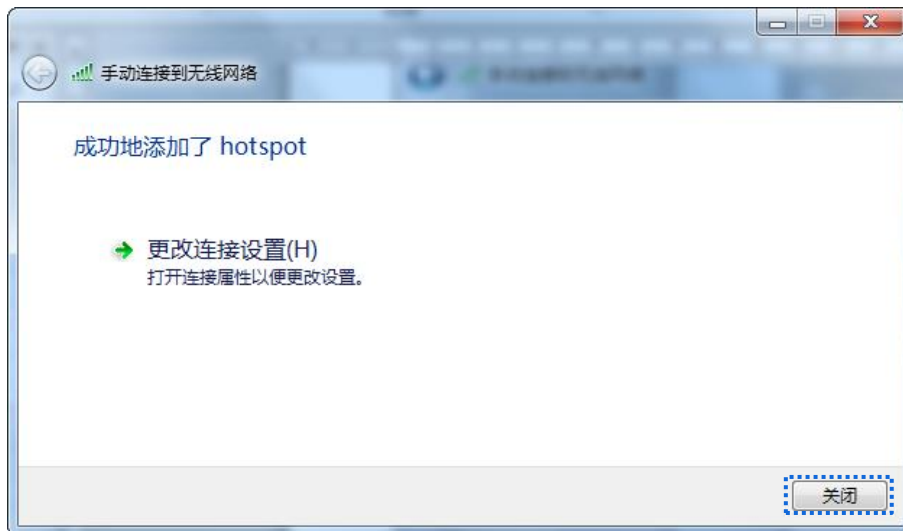 手动连接到无线网络
成功地添加了 hotspot
更改连接设置(H)
打开连接属性以便更改设置。
关闭